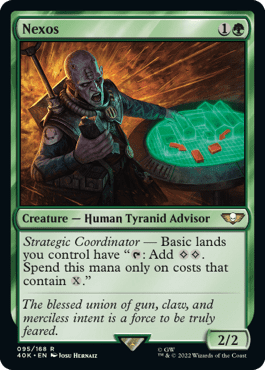 Nexos 1
Creature — Human Tyranid Advisor
Strategic Coordinator — Basic lands
you control have “: Add .
Spend this mana only on costs that
contain X.”
The blessed union of gun, claw, and
merciless intent is a force to be truly
feared.
2/2
095/168 R
40K • EN Josu Hernaiz
© GW
™ & © 2022 Wizards of the Coast